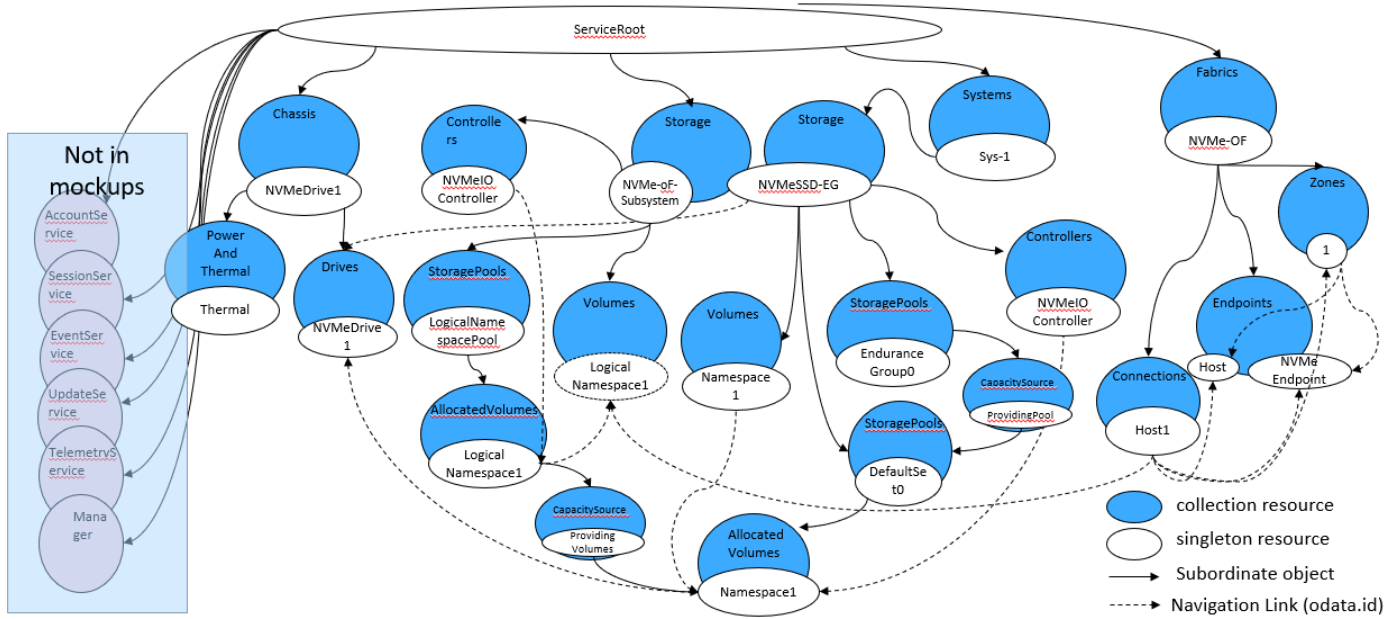 ServiceRoot
Not in
mockups
AccountSe
rvice
SessionSer
vice
EventSer
vice
UpdateSe
rvice
TelemetryS
ervice
Mana
ger
Chassis
NVMeDrive1
Power
And
Thermal
Thermal
Drives
NVMeDrive
1
Controlle
rs
NVMeIO
Controller
Storage
NVMe-oF-
Subsystem
StoragePools
LogicalName
spacePool
AllocatedVolumes
Logical
Namespace1
CapacitySource
Providing
Volumes
Volumes
Logical
Namespace1
Storage
NVMeSSD-EG
Systems
Sys-1
Volumes
Namespace
1
StoragePools
Endurance
Group0
CapacitySource
ProvidingPool
StoragePools
DefaultSe
t0
Allocated
Volumes
Namespace1
Controllers
NVMeIO
Controller
Fabrics
NVMe-OF
Zones
1
Endpoints
Host
NVMe
Endpoint
Connections
Host1
collection resource
singleton resource
Subordinate object
Navigation Link (odata.id)